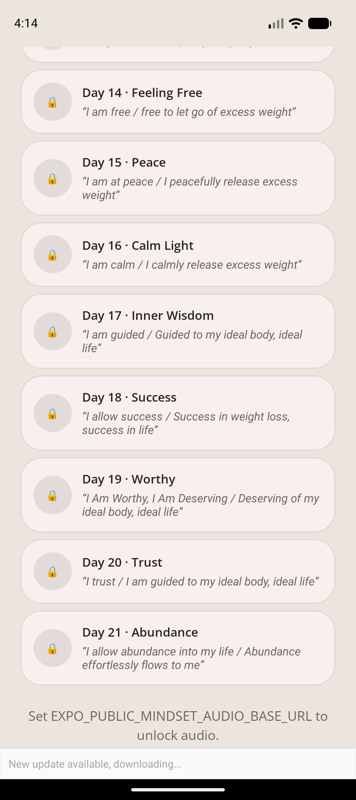 4:14
Day 14 · Feeling Free
“I am free / free to let go of excess weight”
Day 15 · Peace
“I am at peace / I peacefully release excess
weight”
Day 16 · Calm Light
“I am calm / I calmly release excess weight”
Day 17 · Inner Wisdom
“I am guided / Guided to my ideal body, ideal
life”
Day 18 · Success
“I allow success / Success in weight loss,
success in life”
Day 19 · Worthy
“I Am Worthy, I Am Deserving / Deserving of my
ideal body, ideal life”
Day 20 · Trust
“I trust / I am guided to my ideal body, ideal life”
Day 21 · Abundance
“I allow abundance into my life / Abundance
effortlessly flows to me”
Set EXPO_PUBLIC_MINDSET_AUDIO_BASE_URL to
unlock audio.
New update available, downloading...